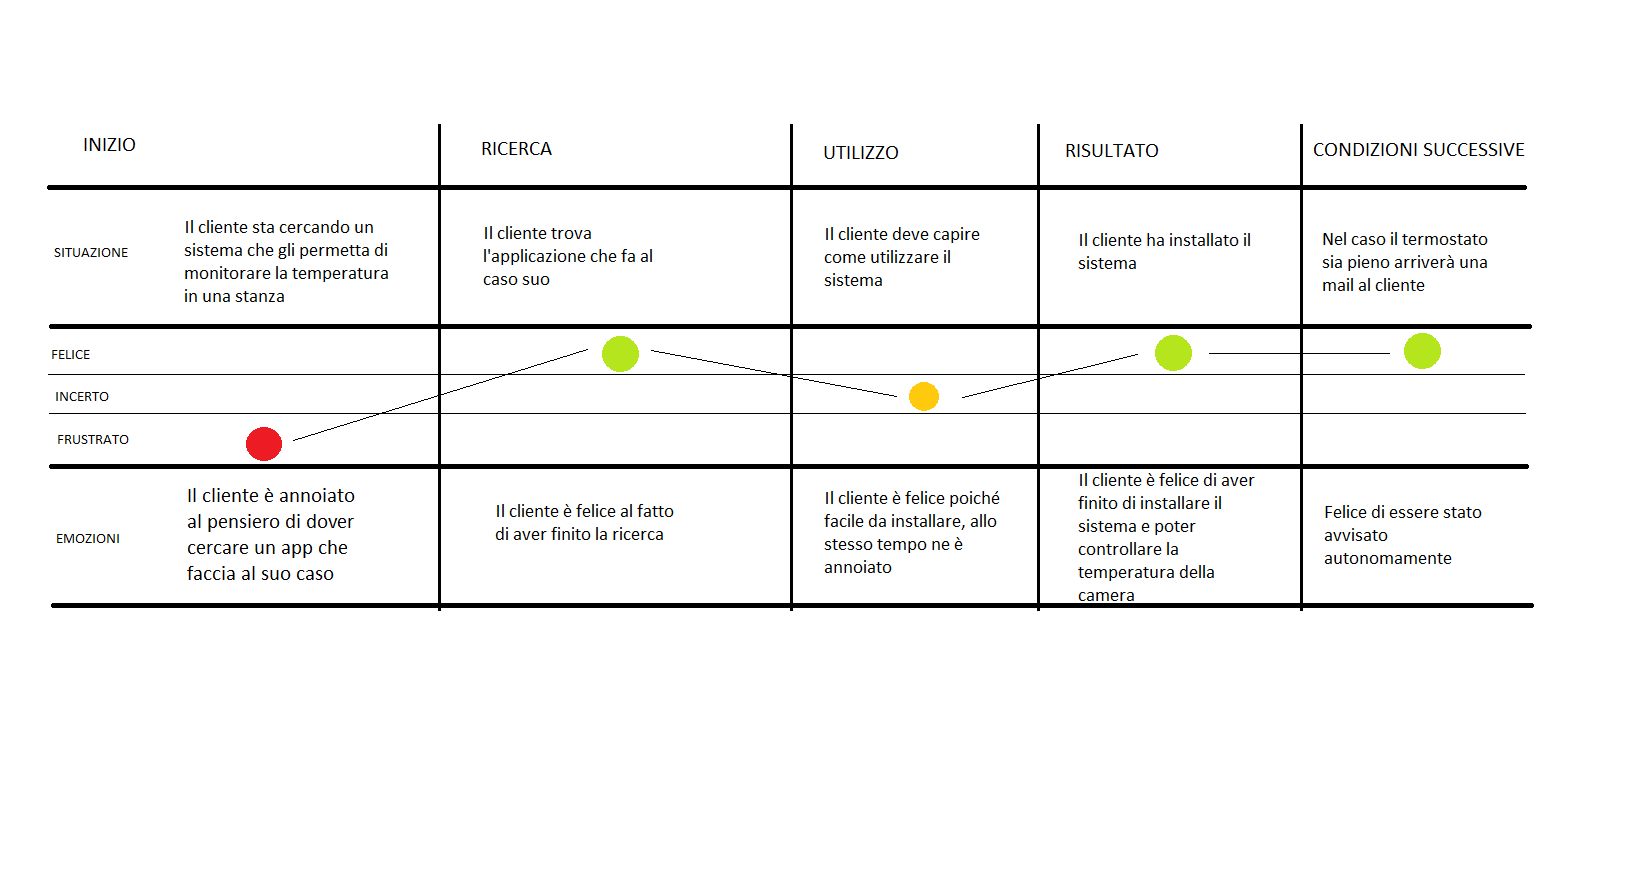 INIZIO
RICERCA
UTILIZZO
RISULTATO
CONDIZIONI SUCCESSIVE
SITUAZIONE
Il cliente sta cercando un
sistema che gli permetta di
monitorare la temperatura
in una stanza
Il cliente trova
l'applicazione che fa al
caso suo
Il cliente deve capire
come utilizzare il
sistema
Il cliente ha installato il
sistema
Nel caso il termostato
sia pieno arriverà una
mail al cliente
FELICE
INCERTO
FRUSTRATO
EMOZIONI
Il cliente è annoiato
al pensiero di dover
cercare un app che
faccia al suo caso
Il cliente è felice al fatto
di aver finito la ricerca
Il cliente è felice poiché
facile da installare, allo
stesso tempo ne è
annoiato
Il cliente è felice di aver
finito di installare il
sistema e poter
controllare la
temperatura della
camera
Felice di essere stato
avvisato
autonomamente